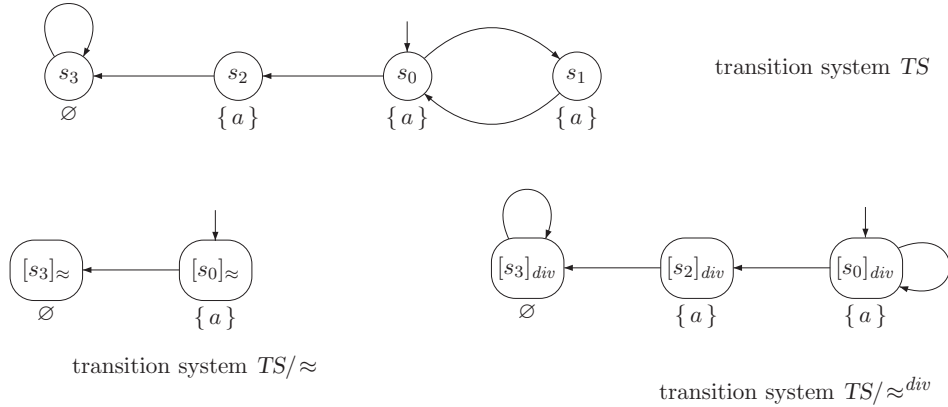 s₃ s₂ s₀ s₁ transition system TS
∅ { a } { a } { a }
[s₃]≈ [s₀]≈ [s₃]div [s₂]div [s₀]div
∅ { a } ∅ { a } { a }
transition system TS/≈
transition system TS/≈^div